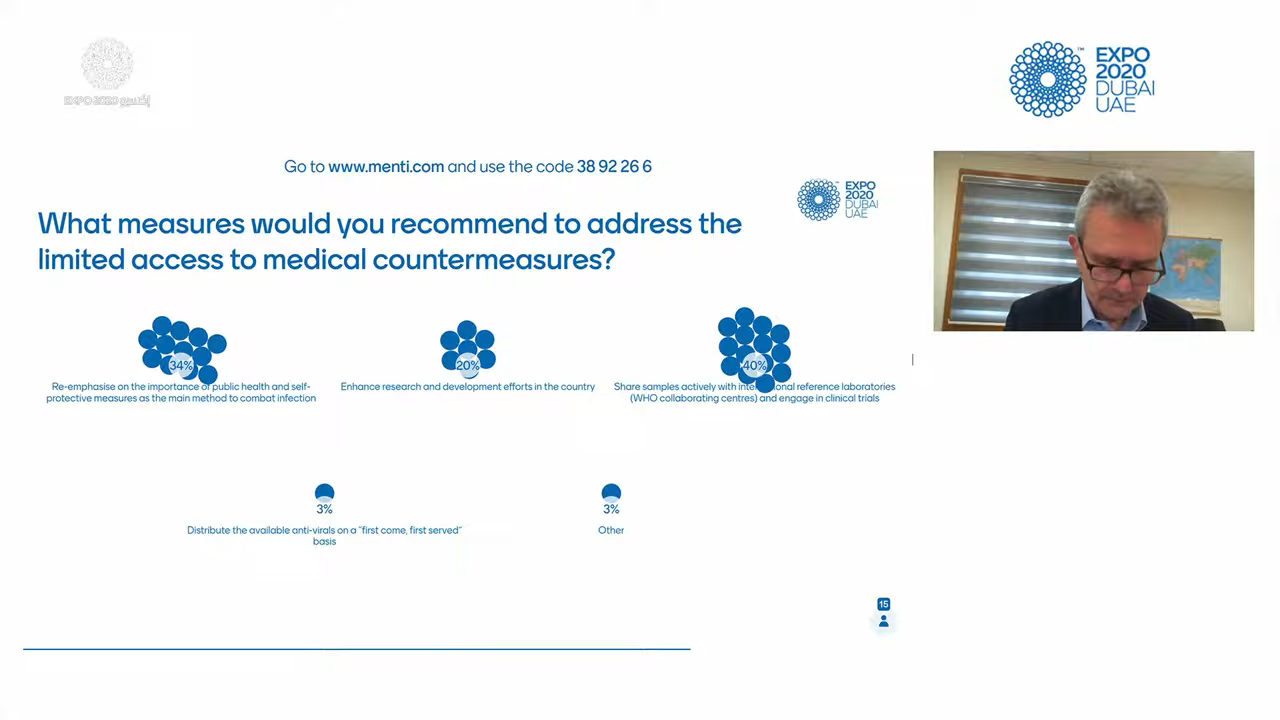 EXPO 2020 إكسبو
EXPO
2020
DUBAI
UAE
Go to www.menti.com and use the code 38 92 26 6
EXPO
2020
DUBAI
UAE
What measures would you recommend to address the
limited access to medical countermeasures?
34%
Re-emphasise on the importance of public health and self-
protective measures as the main method to combat infection
20%
Enhance research and development efforts in the country
40%
Share samples actively with international reference laboratories
(WHO collaborating centres) and engage in clinical trials
3%
Distribute the available anti-virals on a "first come, first served"
basis
3%
Other
15